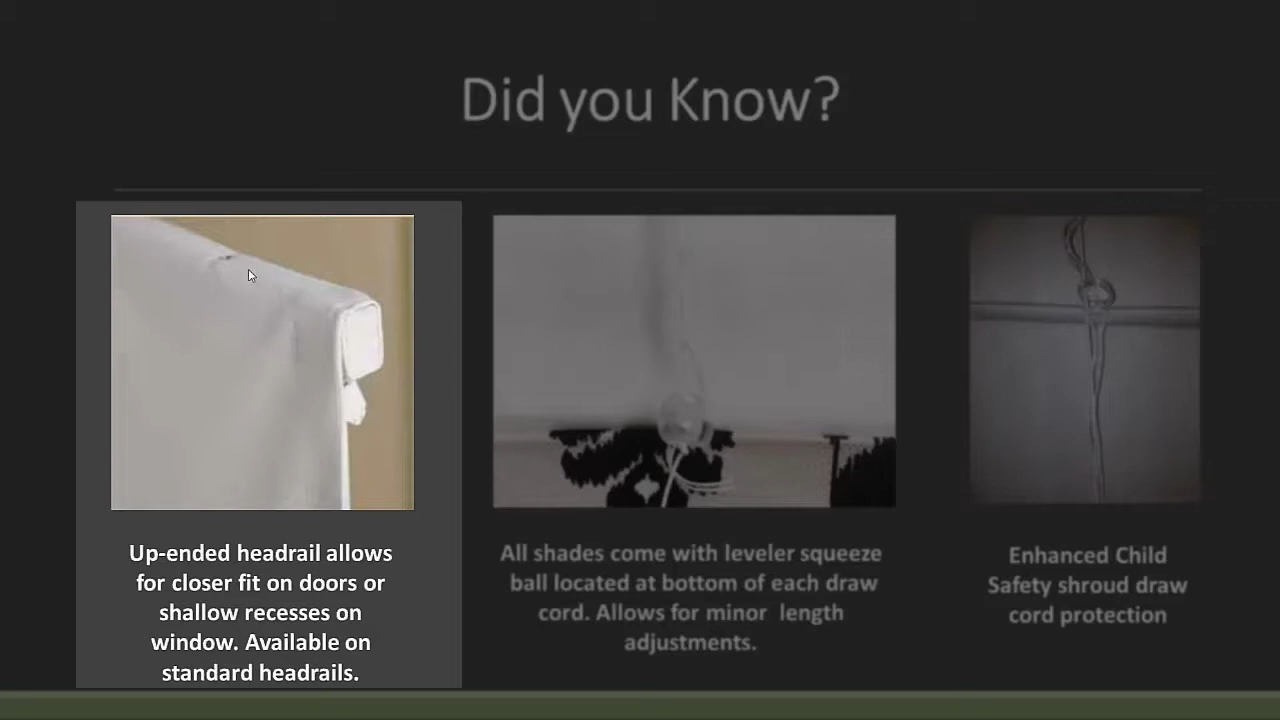 Did you Know?
Up-ended headrail allows
for closer fit on doors or
shallow recesses on
window. Available on
standard headrails.
All shades come with leveler squeeze
ball located at bottom of each draw
cord. Allows for minor length
adjustments.
Enhanced Child
Safety shroud draw
cord protection